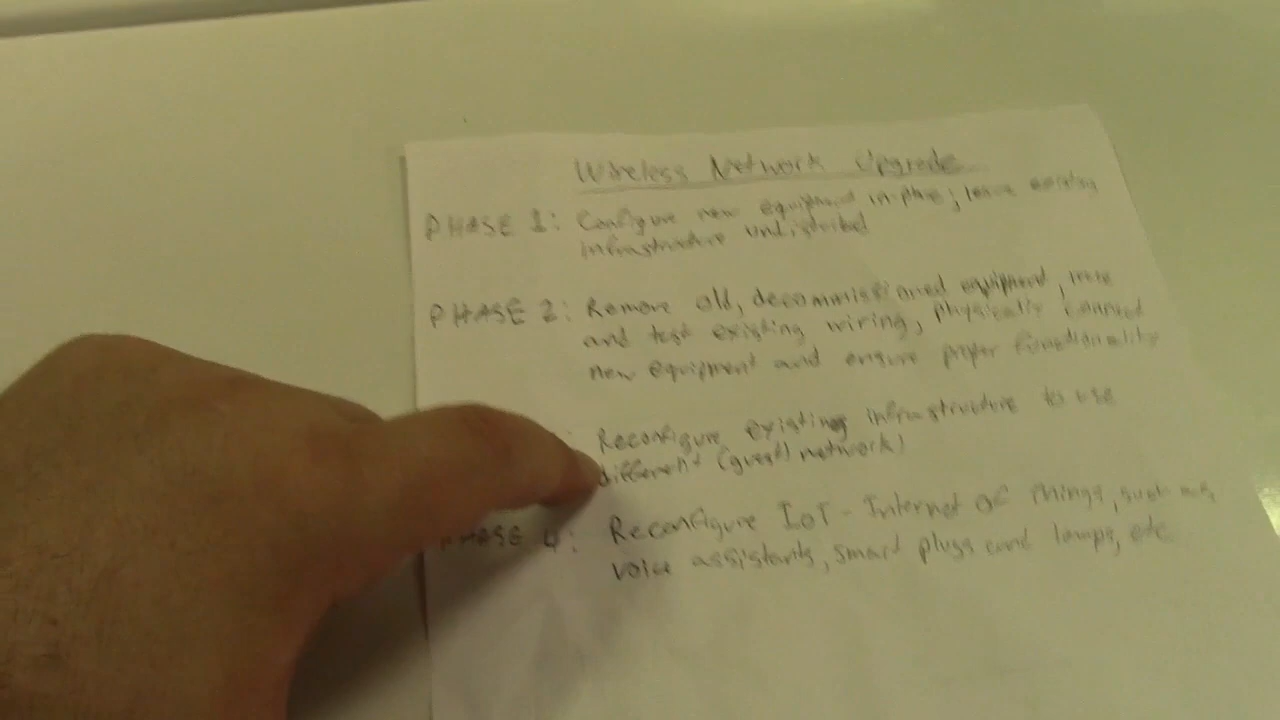 Wireless Network Upgrade
PHASE 1: Configure new equipment in-place; leave existing
infrastructure undisturbed
PHASE 2: Remove old, decommissioned equipment,
and test existing wiring, physically connect
new equipment and ensure proper functionality
: Reconfigure existing infrastructure to use
different (guest) network)
PHASE 4: Reconfigure IoT - Internet of Things, such as,
voice assistants, smart plugs and lamps, etc